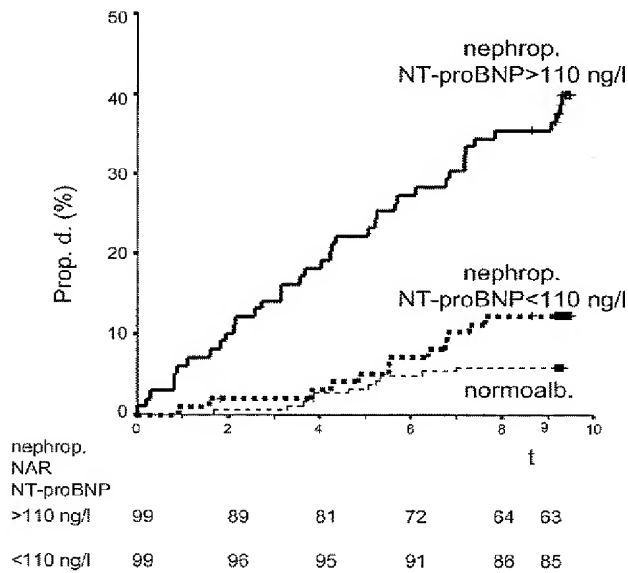 50
nephrop.
NT-proBNP>110 ng/l
40
30
Prop. d. (%)
20
nephrop.
NT-proBNP<110 ng/l
10
normoalb.
0
0 2 4 6 8 9 10
t
nephrop.
NAR
NT-proBNP
>110 ng/l 99 89 81 72 64 63
<110 ng/l 99 96 95 91 86 85